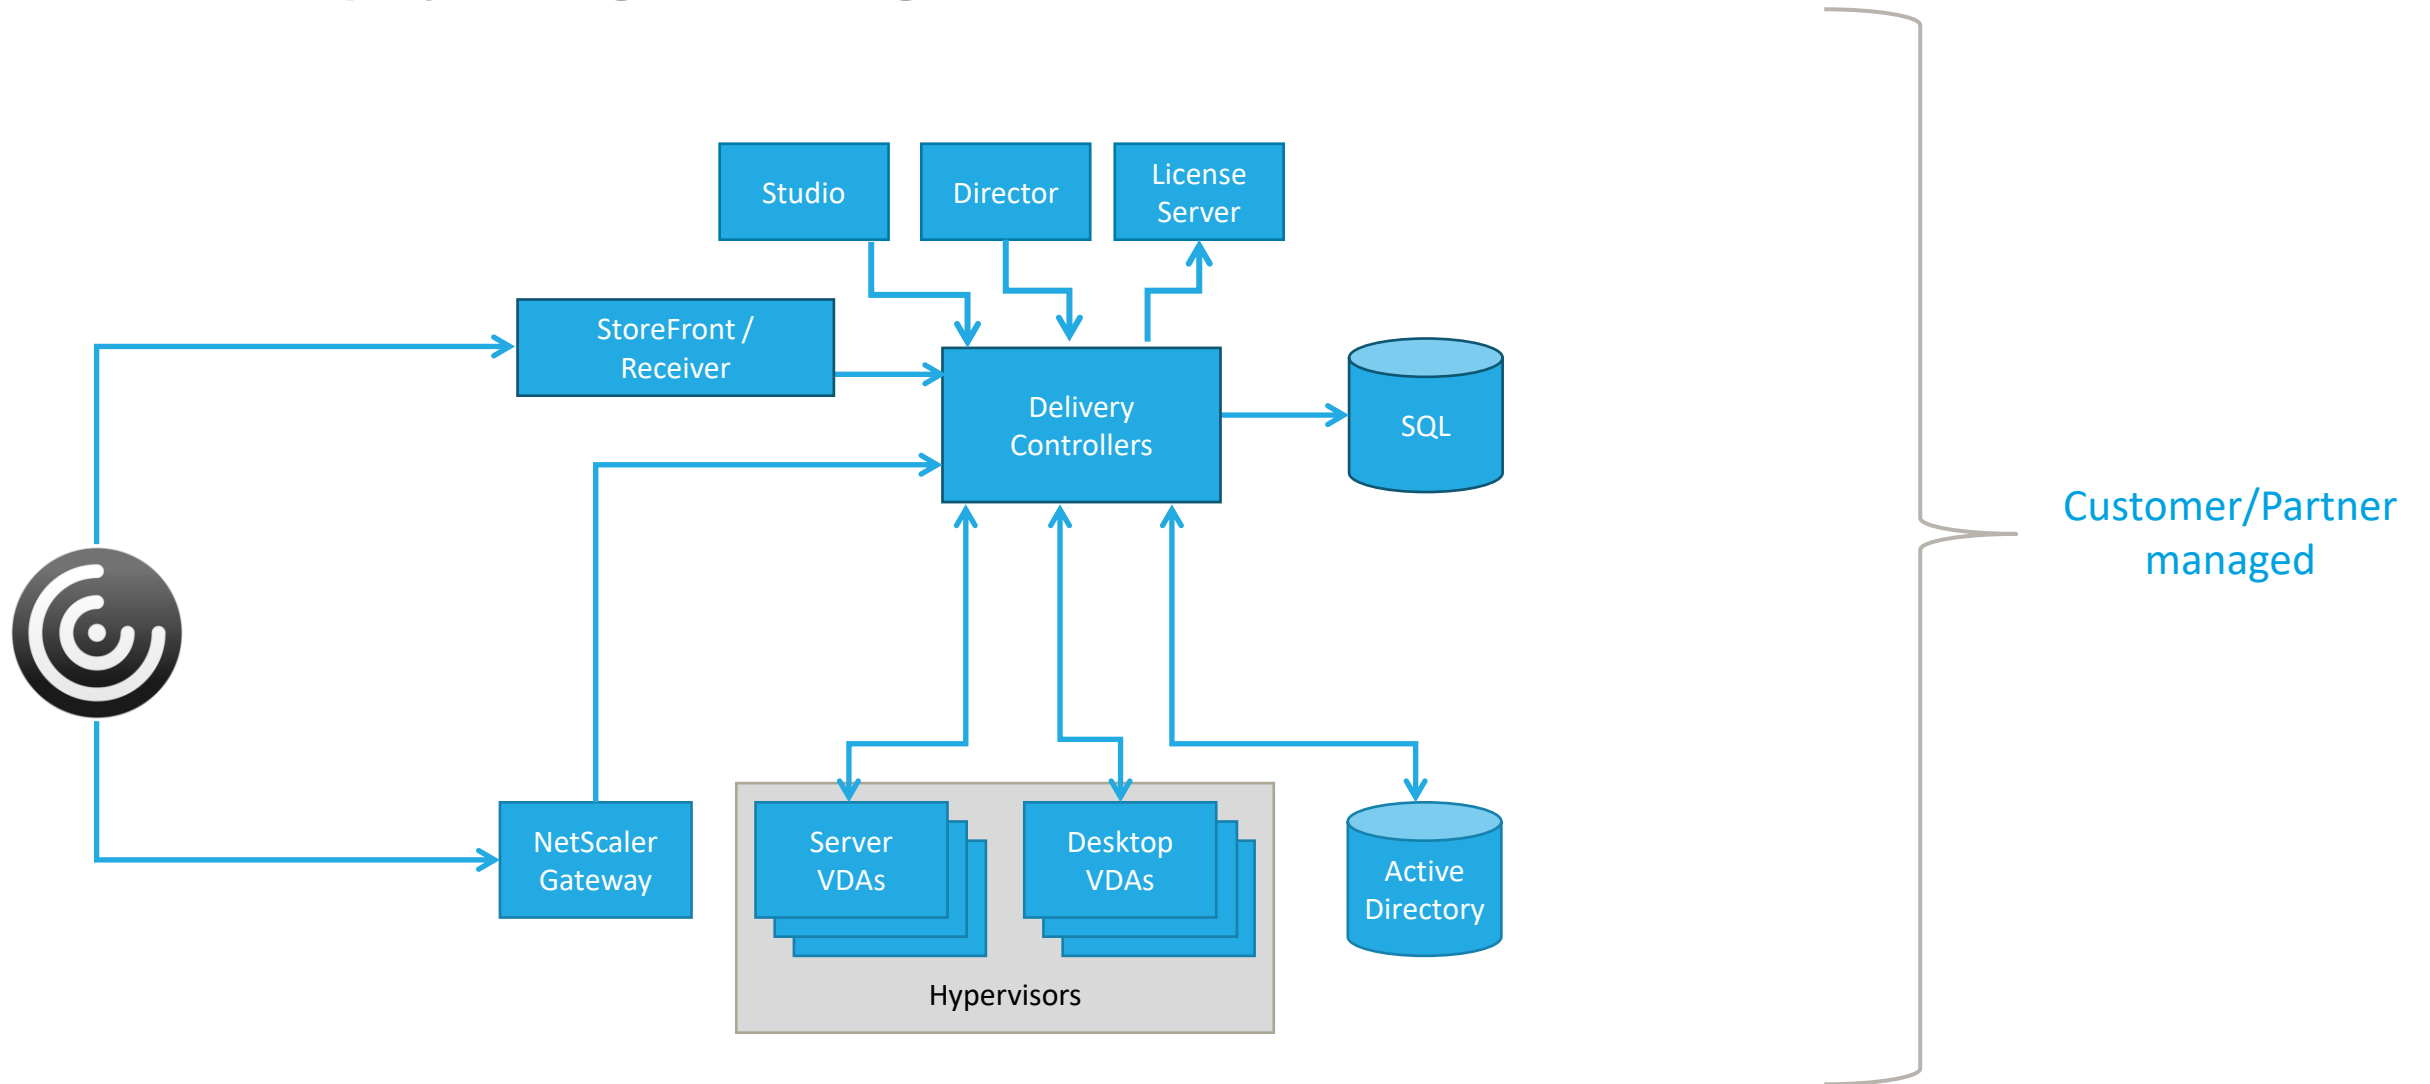 Studio
Director
License
Server
StoreFront /
Receiver
Delivery
Controllers
SQL
Customer/Partner
managed
NetScaler
Gateway
Server
VDAs
Desktop
VDAs
Active
Directory
Hypervisors